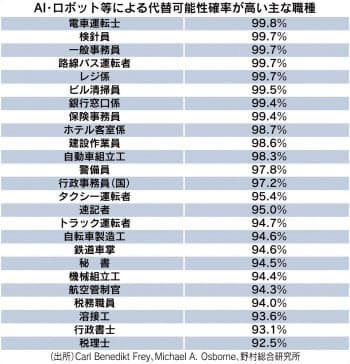 AI・ロボット等による代替可能性確率が高い主な職種
電車運転士 99.8%
検針員 99.7%
一般事務員 99.7%
路線バス運転者 99.7%
レジ係 99.7%
ビル清掃員 99.5%
銀行窓口係 99.4%
保険事務員 99.4%
ホテル客室係 98.7%
建設作業員 98.6%
自動車組立工 98.3%
警備員 97.8%
行政事務員(国) 97.2%
タクシー運転者 95.4%
速記者 95.0%
トラック運転者 94.7%
自転車製造工 94.6%
鉄道車掌 94.6%
秘書 94.5%
機械組立工 94.4%
航空管制官 94.3%
税務職員 94.0%
溶接工 93.6%
行政書士 93.1%
税理士 92.5%
(出所)Carl Benedikt Frey、Michael A. Osborne、野村総合研究所